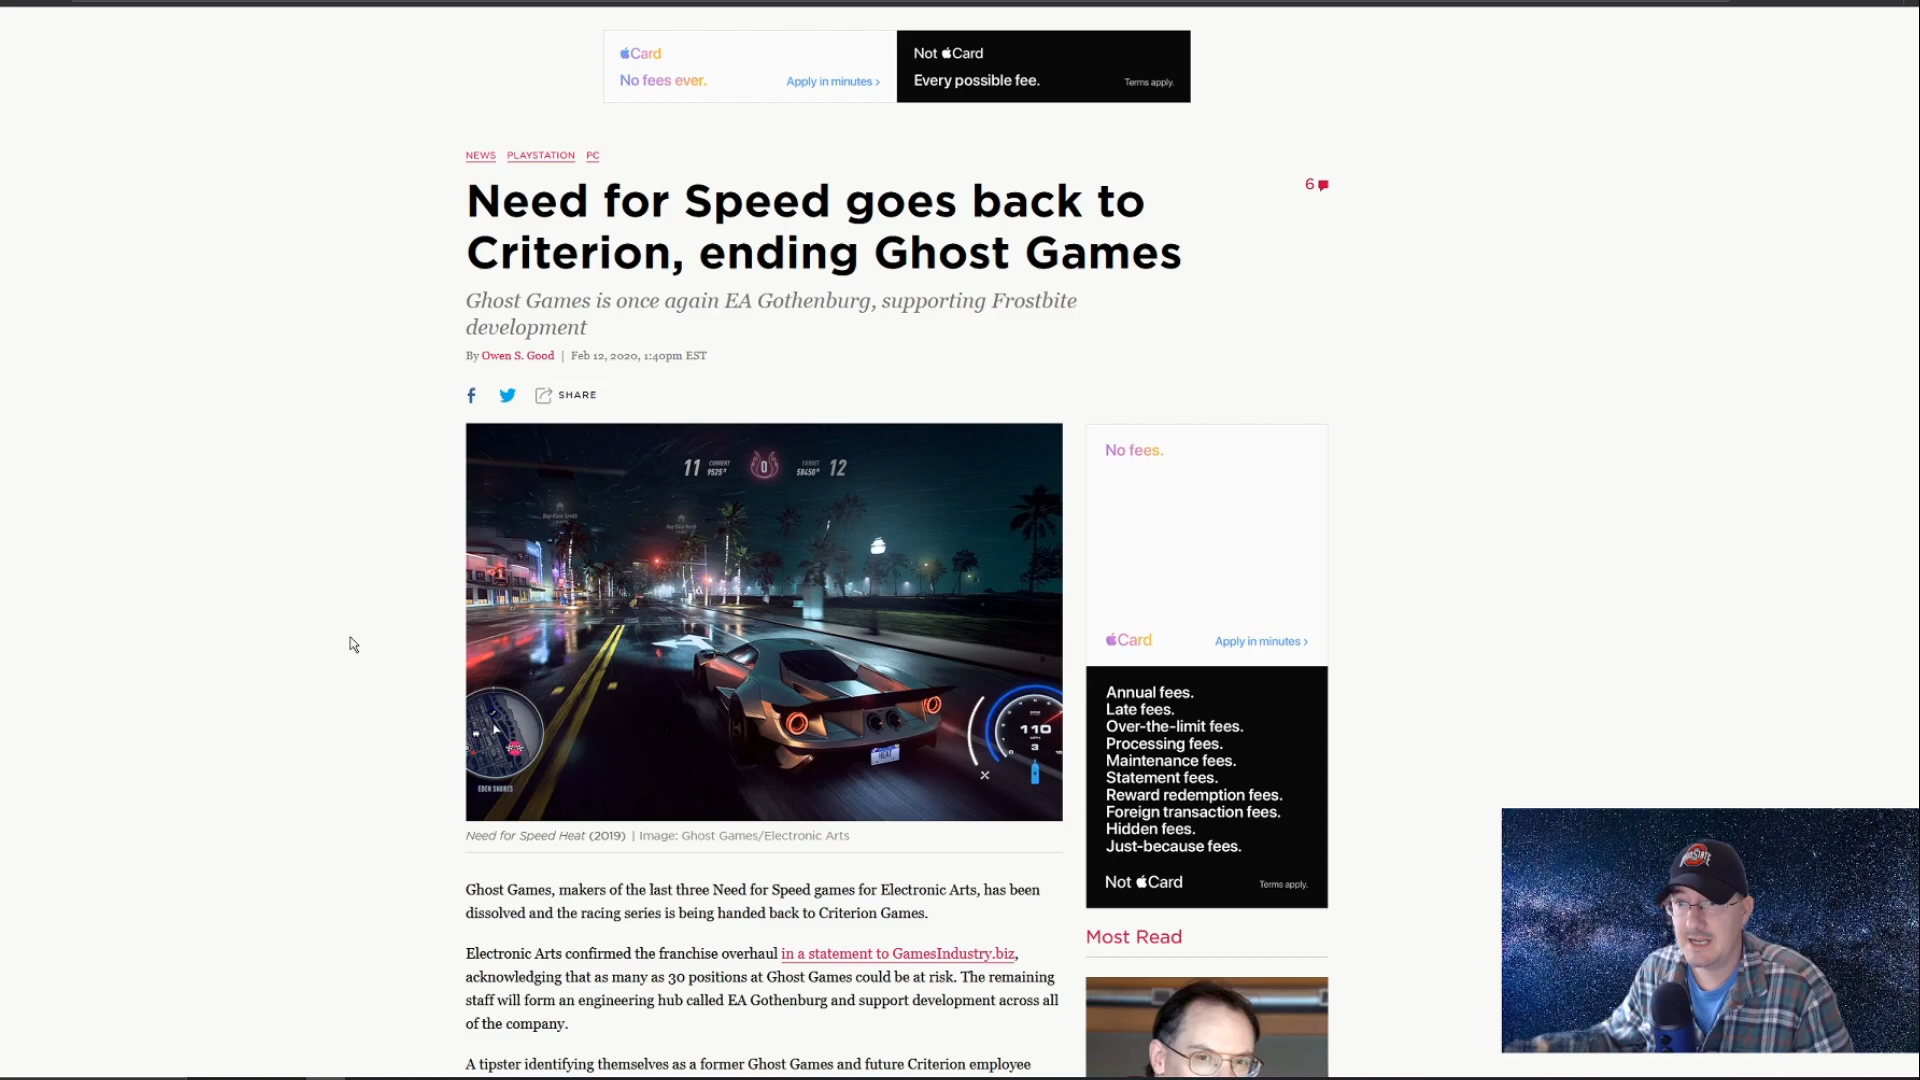 Card
No fees ever.
Apply in minutes >
Not Card
Every possible fee.
Terms apply.
NEWS PLAYSTATION PC
6
Need for Speed goes back to
Criterion, ending Ghost Games
Ghost Games is once again EA Gothenburg, supporting Frostbite
development
By Owen S. Good | Feb 12, 2020, 1:40pm EST
SHARE
11 CURRENT 0 TARGET 12
EDEN SHORES
110
3
Need for Speed Heat (2019) | Image: Ghost Games/Electronic Arts
Ghost Games, makers of the last three Need for Speed games for Electronic Arts, has been
dissolved and the racing series is being handed back to Criterion Games.
Electronic Arts confirmed the franchise overhaul in a statement to GamesIndustry.biz,
acknowledging that as many as 30 positions at Ghost Games could be at risk. The remaining
staff will form an engineering hub called EA Gothenburg and support development across all
of the company.
A tipster identifying themselves as a former Ghost Games and future Criterion employee
No fees.
Card
Apply in minutes >
Annual fees.
Late fees.
Over-the-limit fees.
Processing fees.
Maintenance fees.
Statement fees.
Reward redemption fees.
Foreign transaction fees.
Hidden fees.
Just-because fees.
Not Card
Terms apply.
Most Read